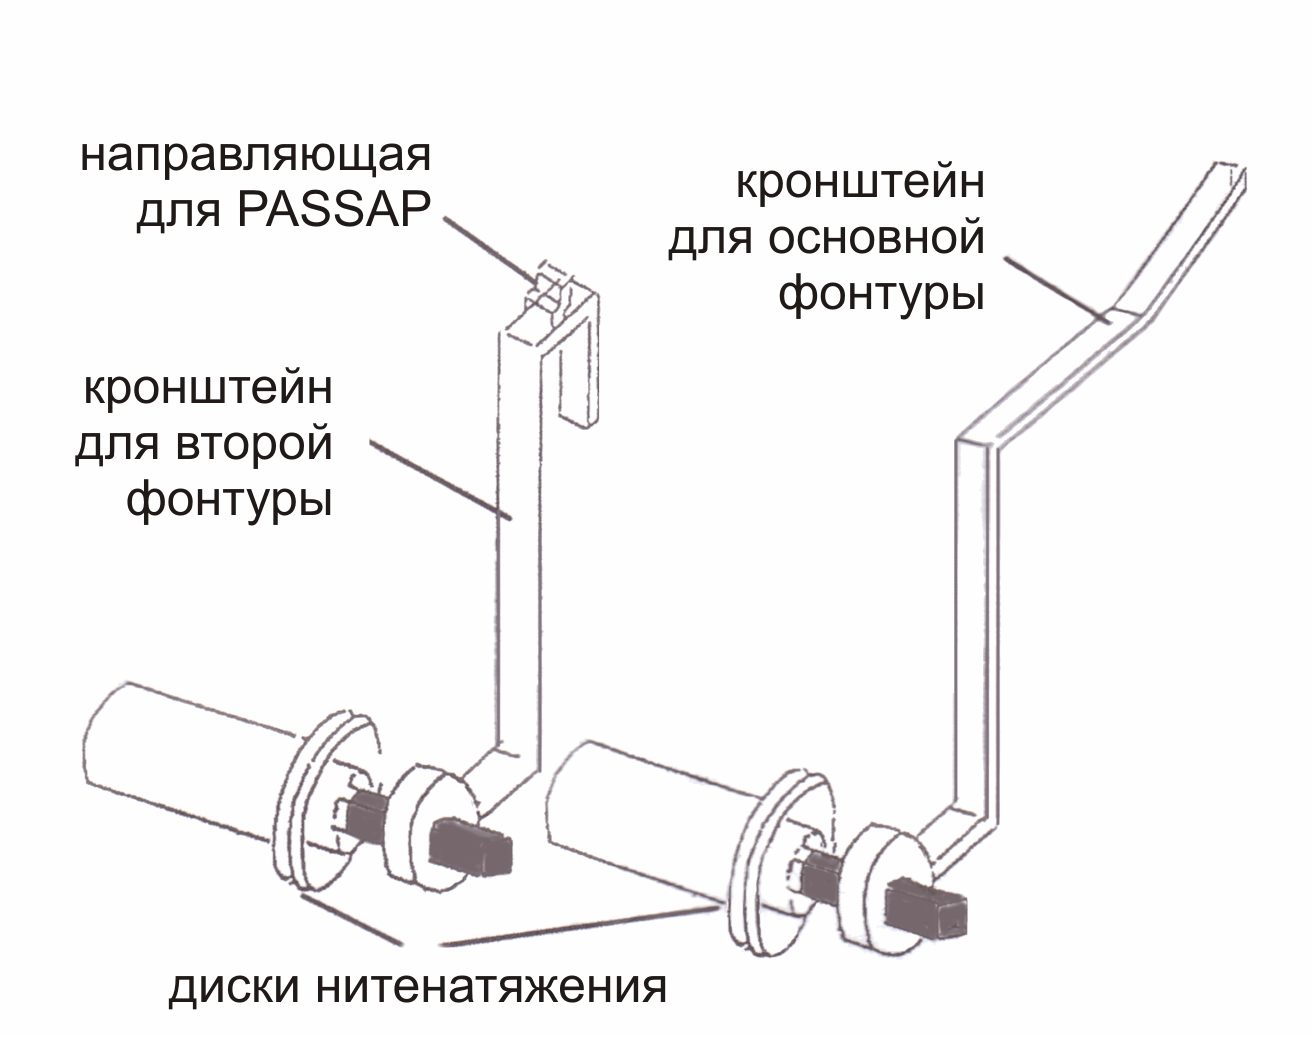 направляющая
для PASSAP
кронштейн
для основной
фонтуры
кронштейн
для второй
фонтуры
диски нитенатяжения